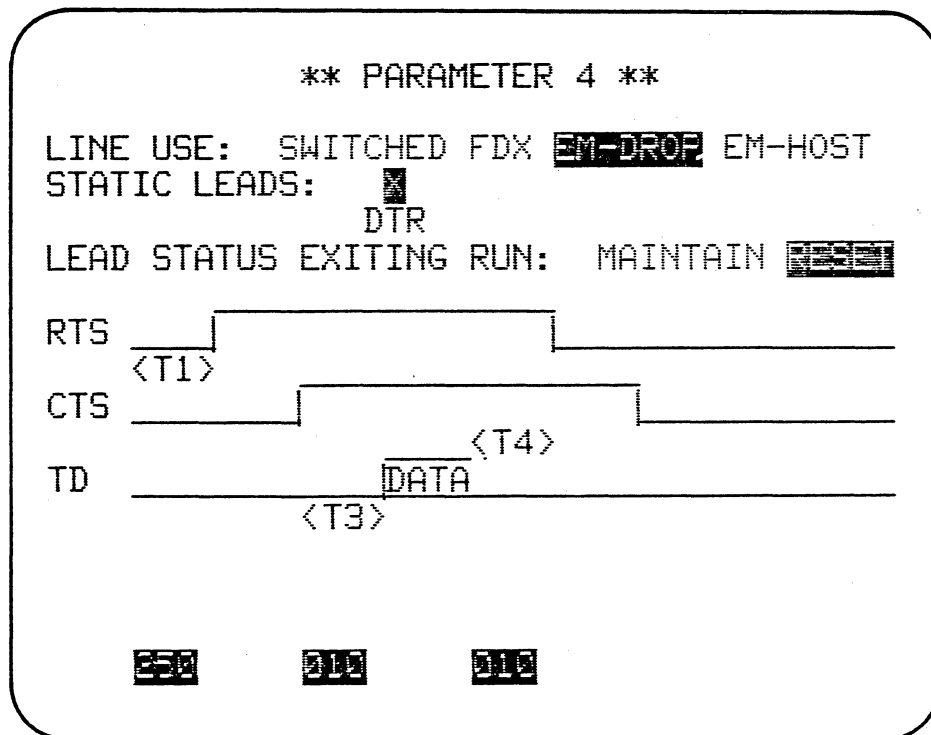 ** PARAMETER 4 **
LINE USE: SWITCHED FDX EM-DROP EM-HOST
STATIC LEADS: X
DTR
LEAD STATUS EXITING RUN: MAINTAIN RESET
RTS
<T1>
CTS
<T4>
TD DATA
<T3>
350 010 010